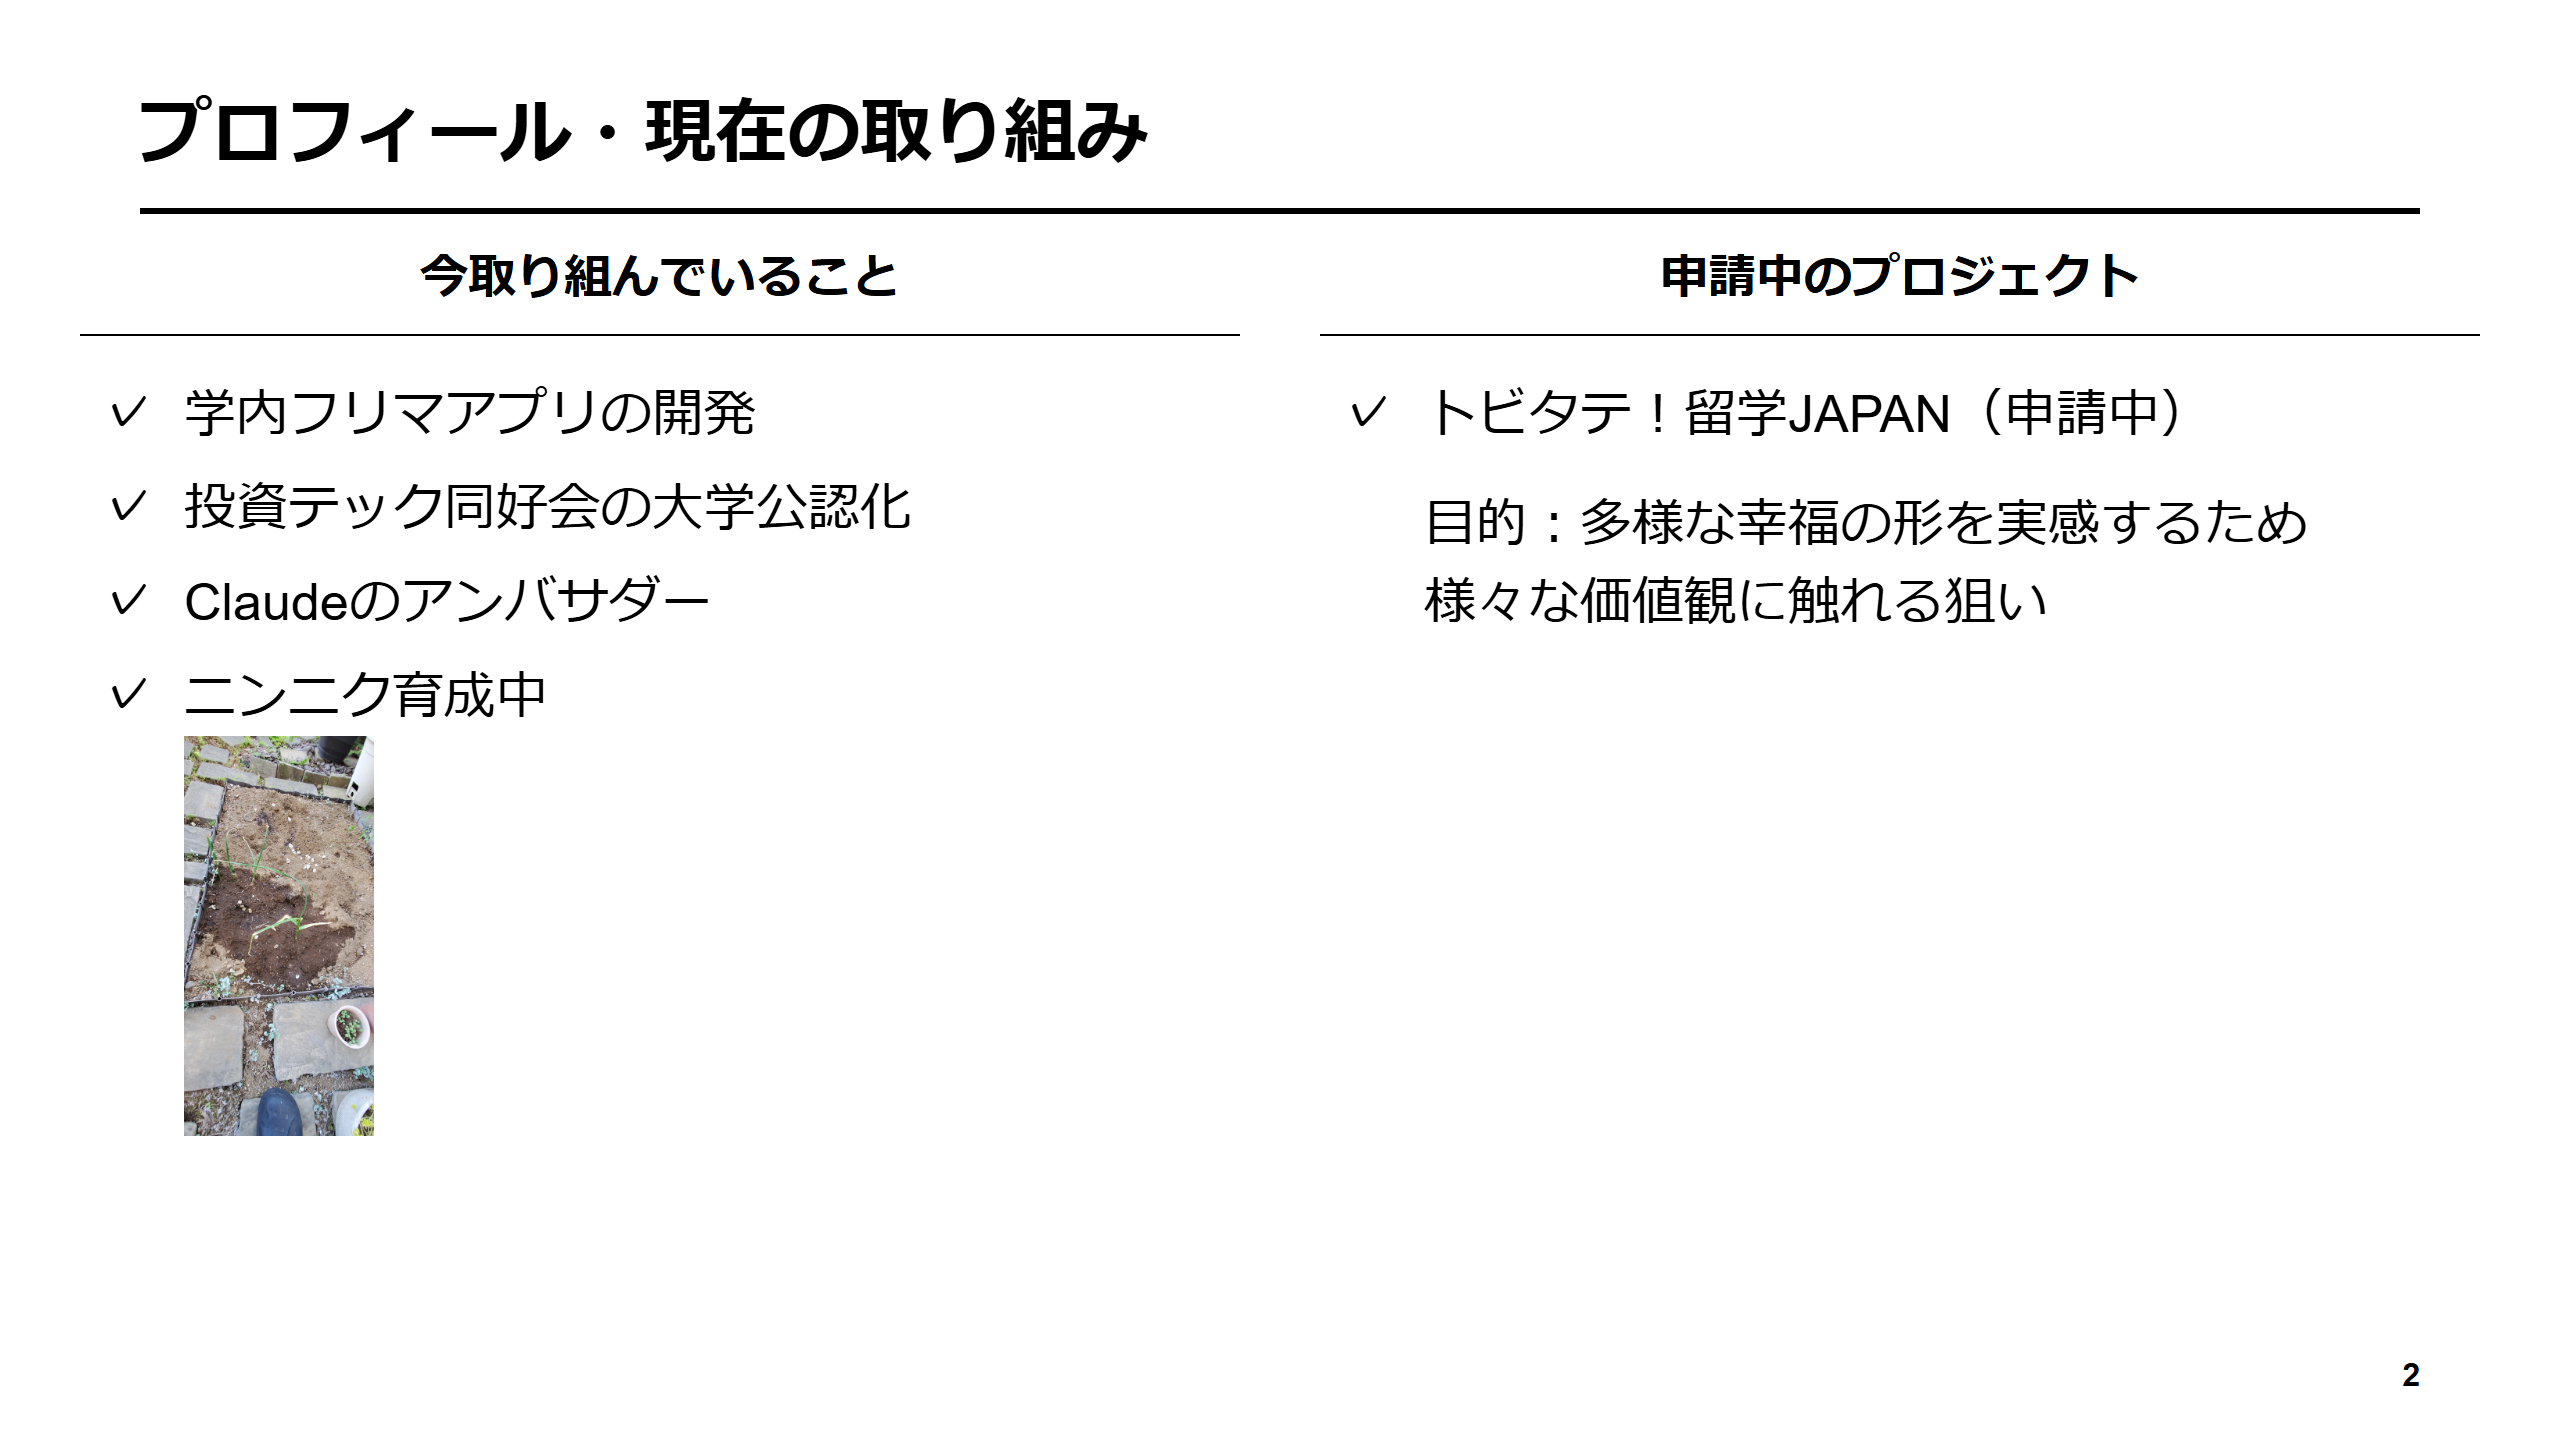 プロフィール・現在の取り組み
今取り組んでいること
✓ 学内フリマアプリの開発
✓ 投資テック同好会の大学公認化
✓ Claudeのアンバサダー
✓ ニンニク育成中
申請中のプロジェクト
✓ トビタテ！留学JAPAN（申請中）
目的：多様な幸福の形を実感するため
様々な価値観に触れる狙い
2